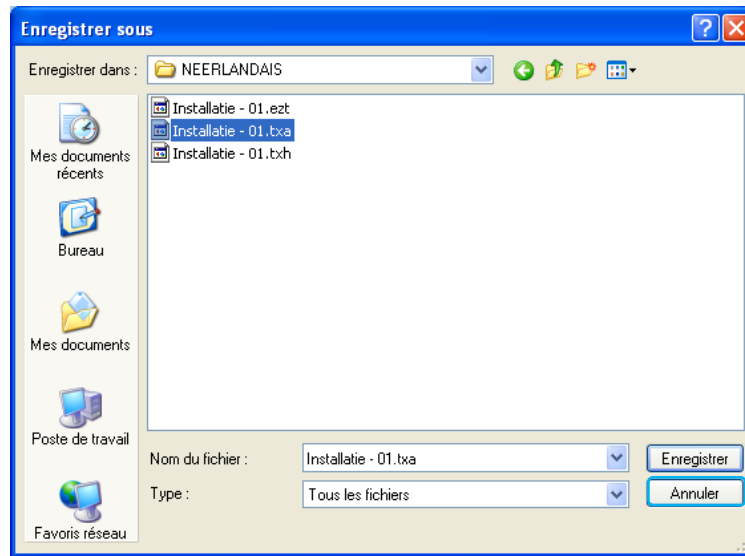 Enregistrer sous
Enregistrer dans :
NEERLANDAIS
Installatie - 01.ezt
Installatie - 01.txa
Installatie - 01.txh
Mes documents
récents
Bureau
Mes documents
Poste de travail
Favoris réseau
Nom du fichier :
Installatie - 01.txa
Enregistrer
Type :
Tous les fichiers
Annuler